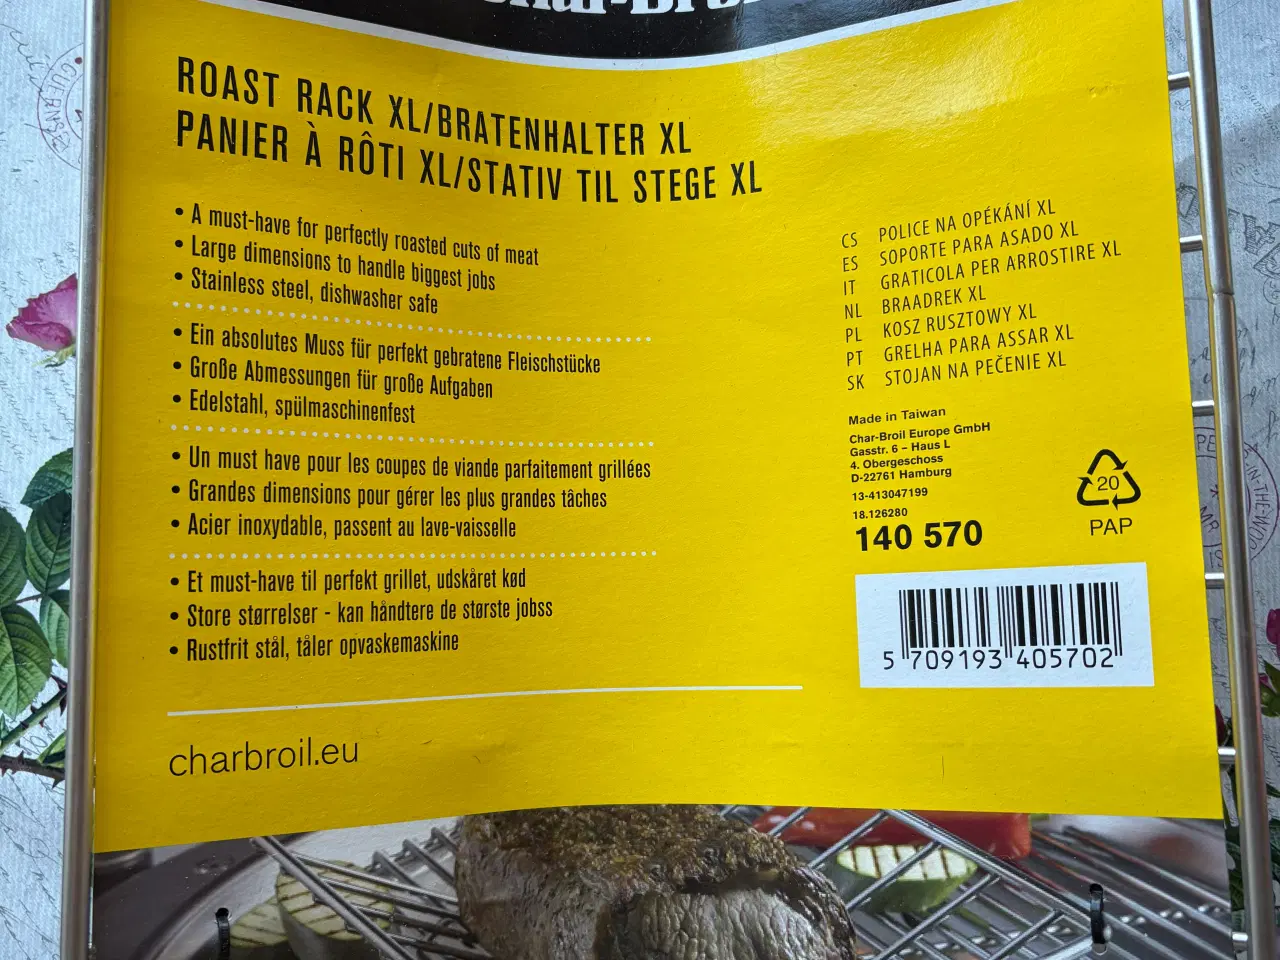 Char-Broil
ROAST RACK XL/BRATENHALTER XL
PANIER À RÔTI XL/STATIV TIL STEGE XL
• A must-have for perfectly roasted cuts of meat
• Large dimensions to handle biggest jobs
• Stainless steel, dishwasher safe
• Ein absolutes Muss für perfekt gebratene Fleischstücke
• Große Abmessungen für große Aufgaben
• Edelstahl, spülmaschinenfest
• Un must have pour les coupes de viande parfaitement grillées
• Grandes dimensions pour gérer les plus grandes tâches
• Acier inoxydable, passent au lave-vaisselle
• Et must-have til perfekt grillet, udskåret kød
• Store størrelser - kan håndtere de største jobss
• Rustfrit stål, tåler opvaskemaskine
charbroil.eu
CS POLICE NA OPÉKÁNÍ XL
ES SOPORTE PARA ASADO XL
IT GRATICOLA PER ARROSTIRE XL
NL BRAADREK XL
PL KOSZ RUSZTOWY XL
PT GRELHA PARA ASSAR XL
SK STOJAN NA PEČENIE XL
Made in Taiwan
Char-Broil Europe GmbH
Gasstr. 6 – Haus L
4. Obergeschoss
D-22761 Hamburg
13-413047199
18.126280
140 570
20
PAP
5 709193 405702